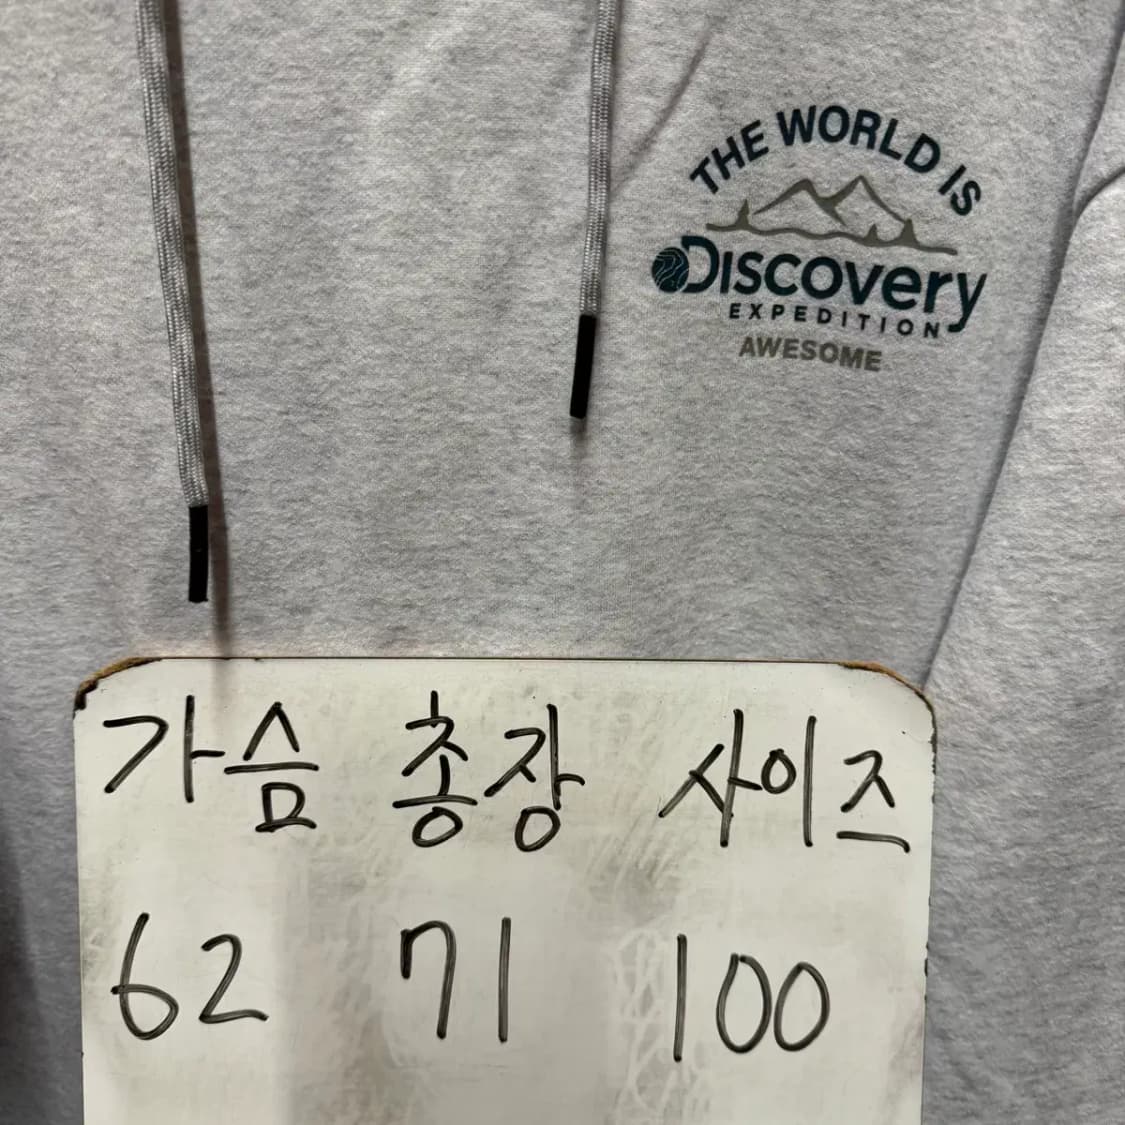 THE WORLD IS
Discovery
EXPEDITION
AWESOME
가슴 총장 사이즈
62 71 100